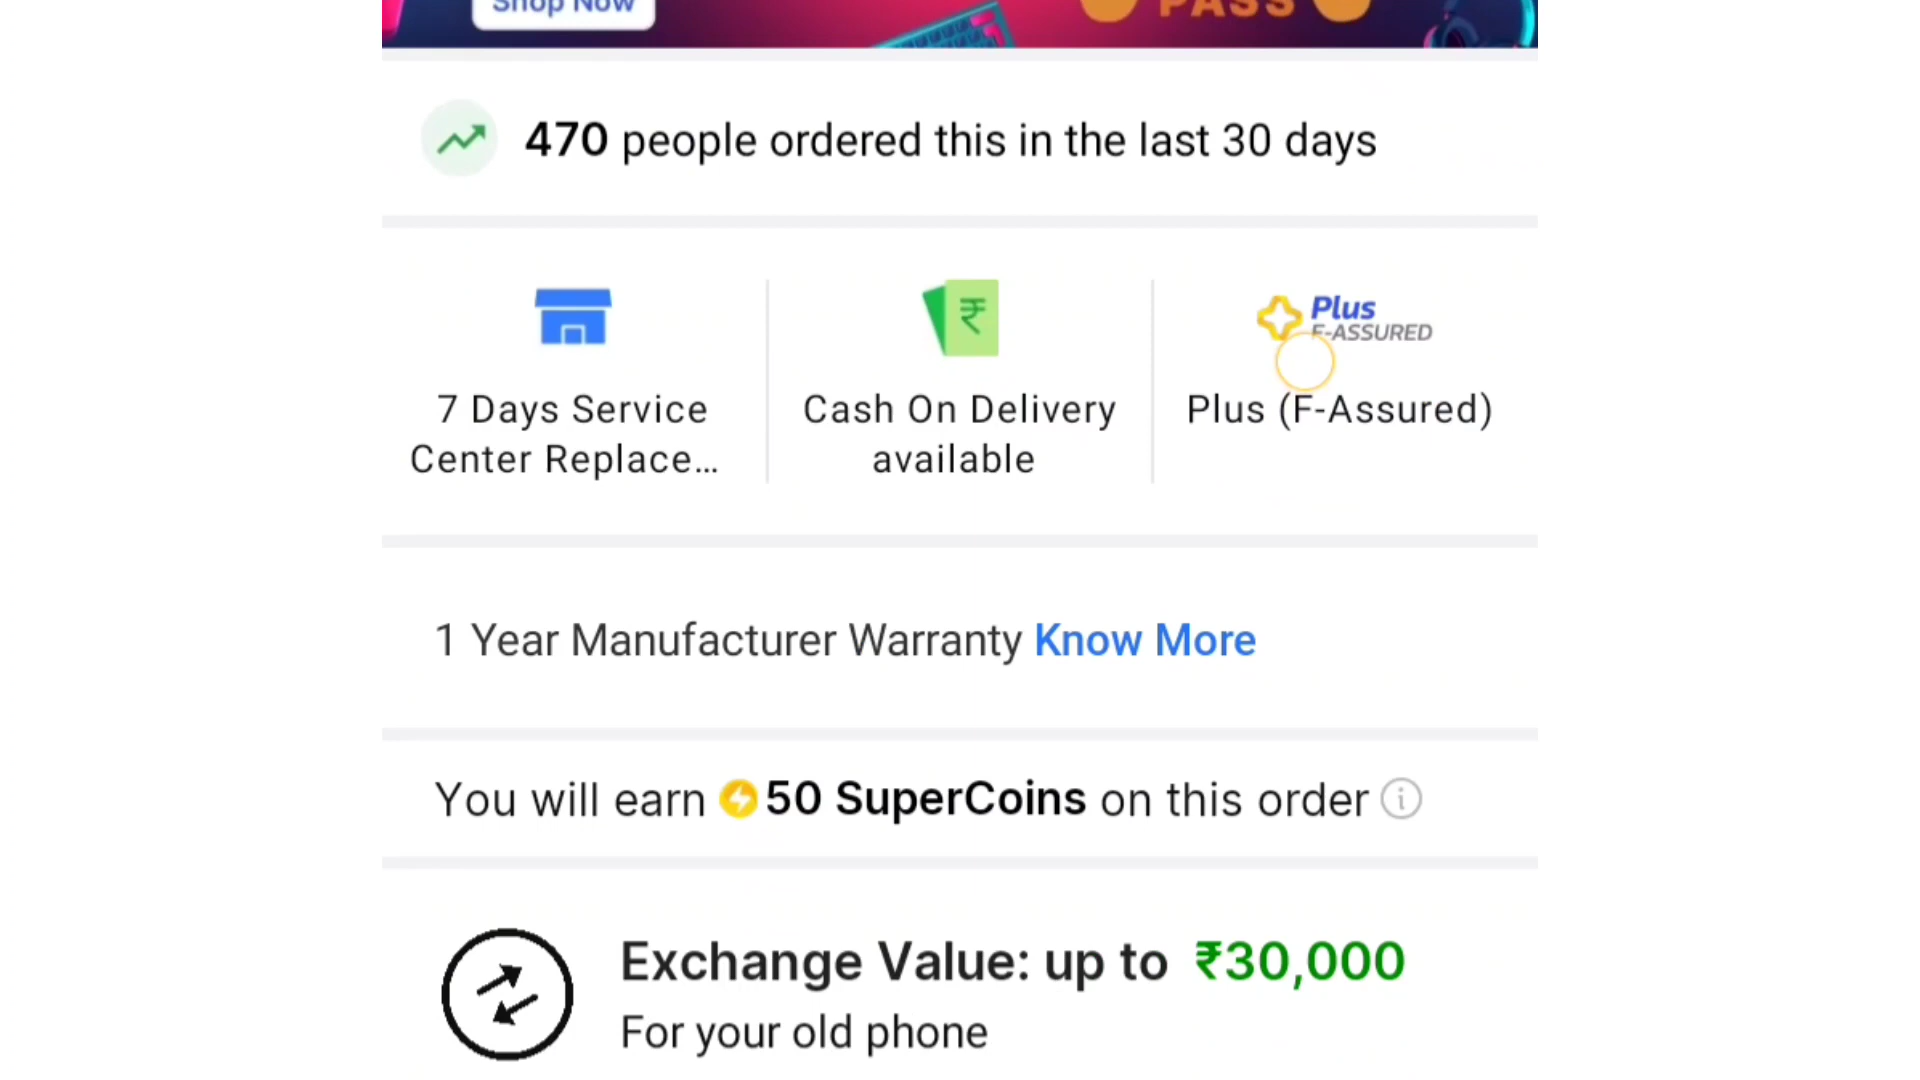 Shop Now
PASS
470 people ordered this in the last 30 days
₹
Plus
F-ASSURED
7 Days Service
Center Replace...
Cash On Delivery
available
Plus (F-Assured)
1 Year Manufacturer Warranty Know More
You will earn 50 SuperCoins on this order
Exchange Value: up to ₹30,000
For your old phone